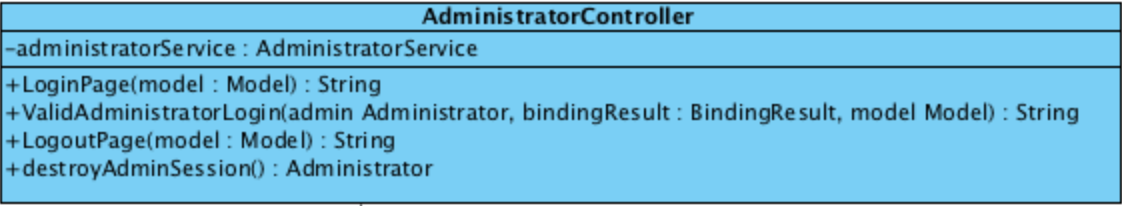 AdministratorController
-administratorService : AdministratorService
+LoginPage(model : Model) : String
+ValidAdministratorLogin(admin Administrator, bindingResult : BindingResult, model Model) : String
+LogoutPage(model : Model) : String
+destroyAdminSession() : Administrator